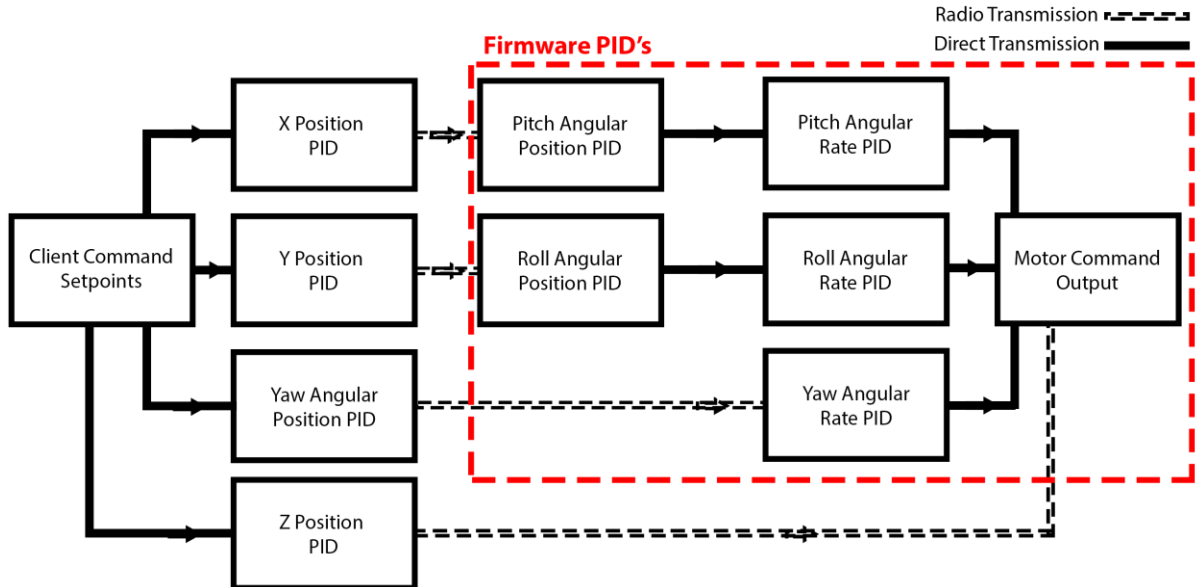 Radio Transmission
Direct Transmission
Firmware PID's
X Position
PID
Pitch Angular
Position PID
Pitch Angular
Rate PID
Client Command
Setpoints
Y Position
PID
Roll Angular
Position PID
Roll Angular
Rate PID
Motor Command
Output
Yaw Angular
Position PID
Yaw Angular
Rate PID
Z Position
PID